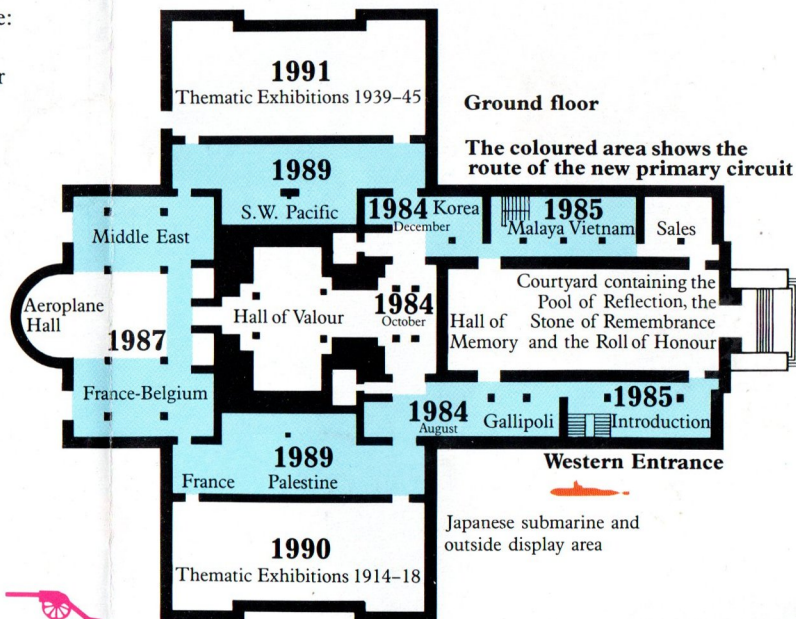 e:
r
1991
Thematic Exhibitions 1939–45
Ground floor
The coloured area shows the
route of the new primary circuit
1989
S.W. Pacific
1984 Korea
December
1985
Malaya Vietnam
Sales
Middle East
Aeroplane
Hall
1987
Hall of Valour
1984
October
Hall of
Memory
Courtyard containing the
Pool of Reflection, the
Stone of Remembrance
and the Roll of Honour
France-Belgium
1984
August
Gallipoli
1985
Introduction
1989
France Palestine
Western Entrance
Japanese submarine and
outside display area
1990
Thematic Exhibitions 1914–18